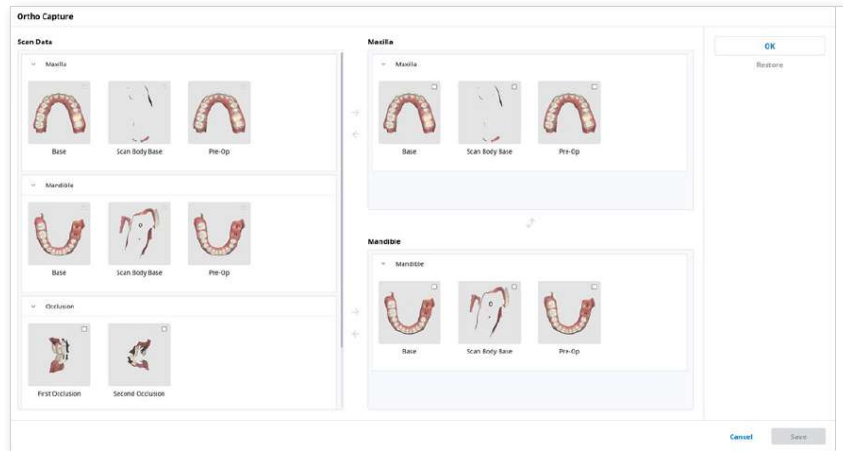 Ortho Capture
Scan Data
Maxilla
Base
Scan Body Base
Pre-Op
Mandible
Base
Scan Body Base
Pre-Op
Occlusion
First Occlusion
Second Occlusion
Maxilla
Maxilla
Base
Scan Body Base
Pre-Op
Mandible
Mandible
Base
Scan Body Base
Pre-Op
OK
Restore
Cancel
Save